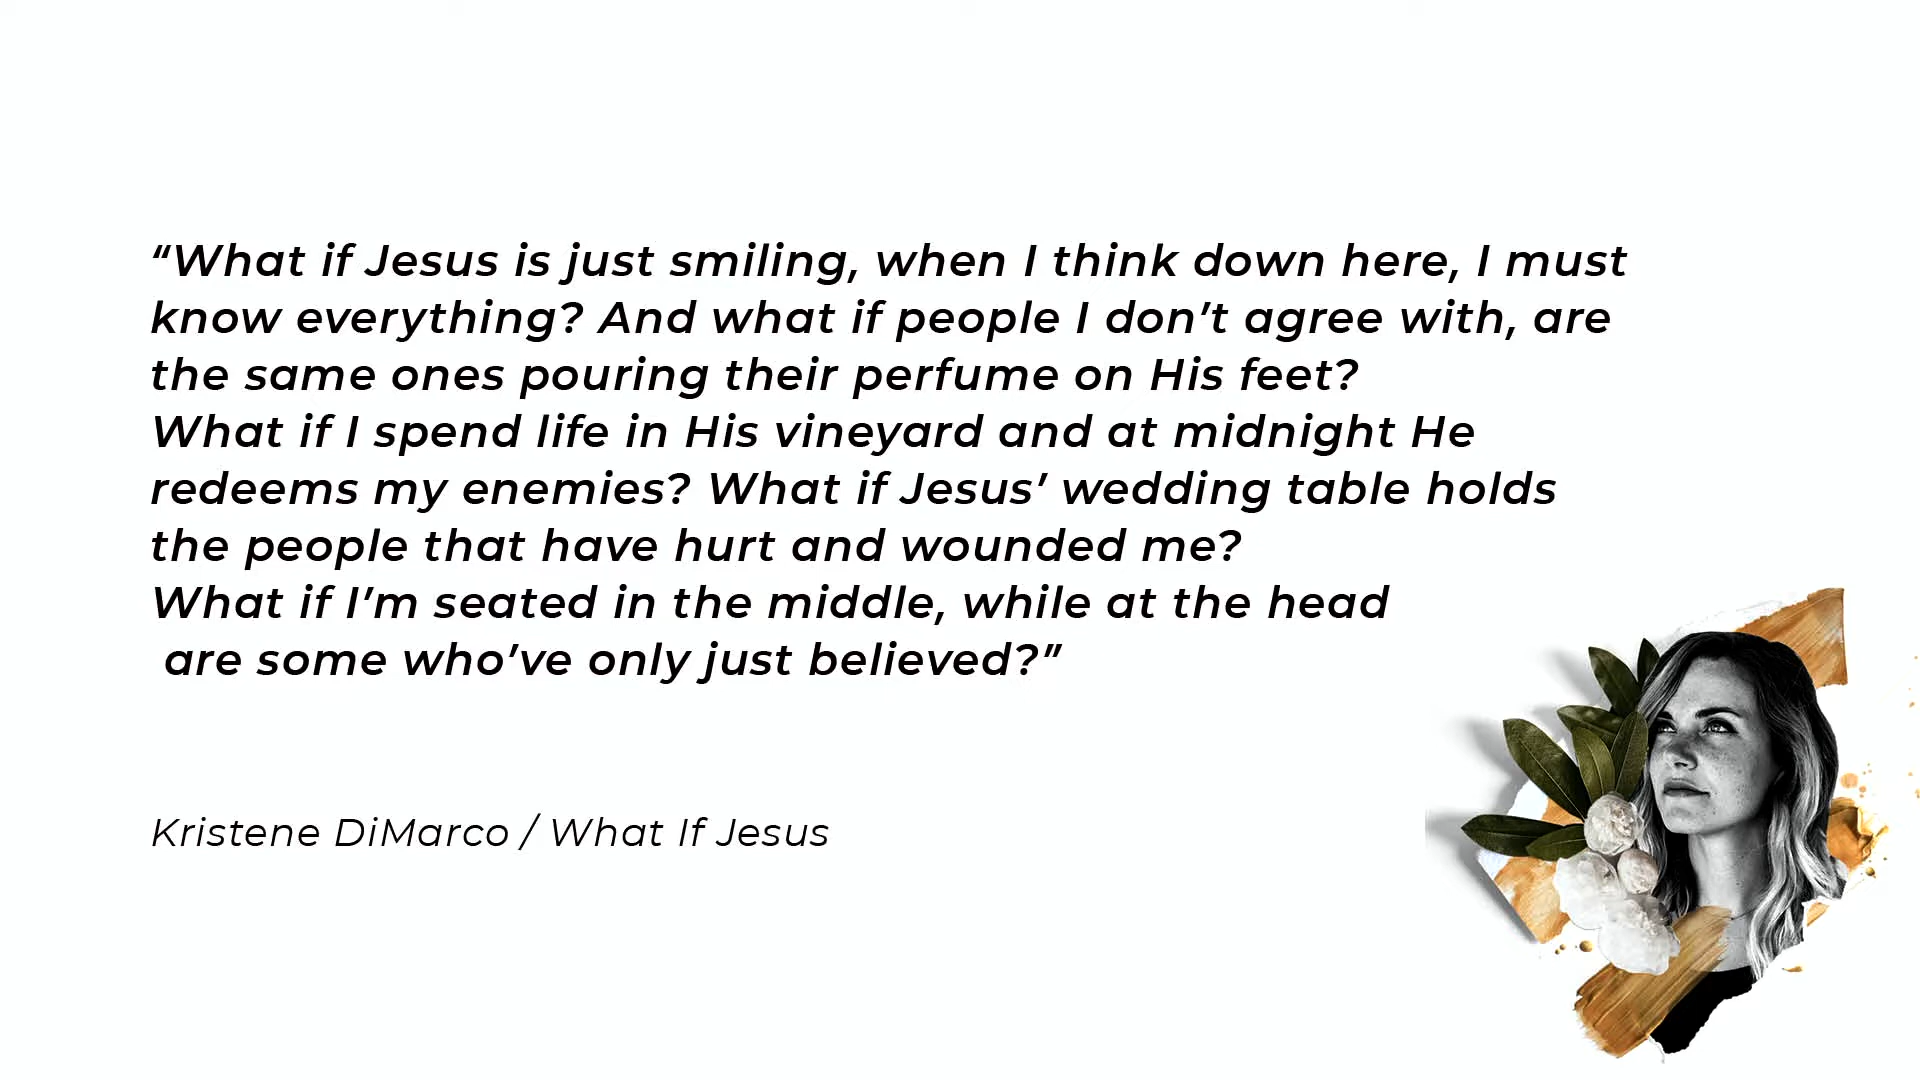 “What if Jesus is just smiling, when I think down here, I must
know everything? And what if people I don’t agree with, are
the same ones pouring their perfume on His feet?
What if I spend life in His vineyard and at midnight He
redeems my enemies? What if Jesus’ wedding table holds
the people that have hurt and wounded me?
What if I’m seated in the middle, while at the head
are some who’ve only just believed?”
Kristene DiMarco / What If Jesus